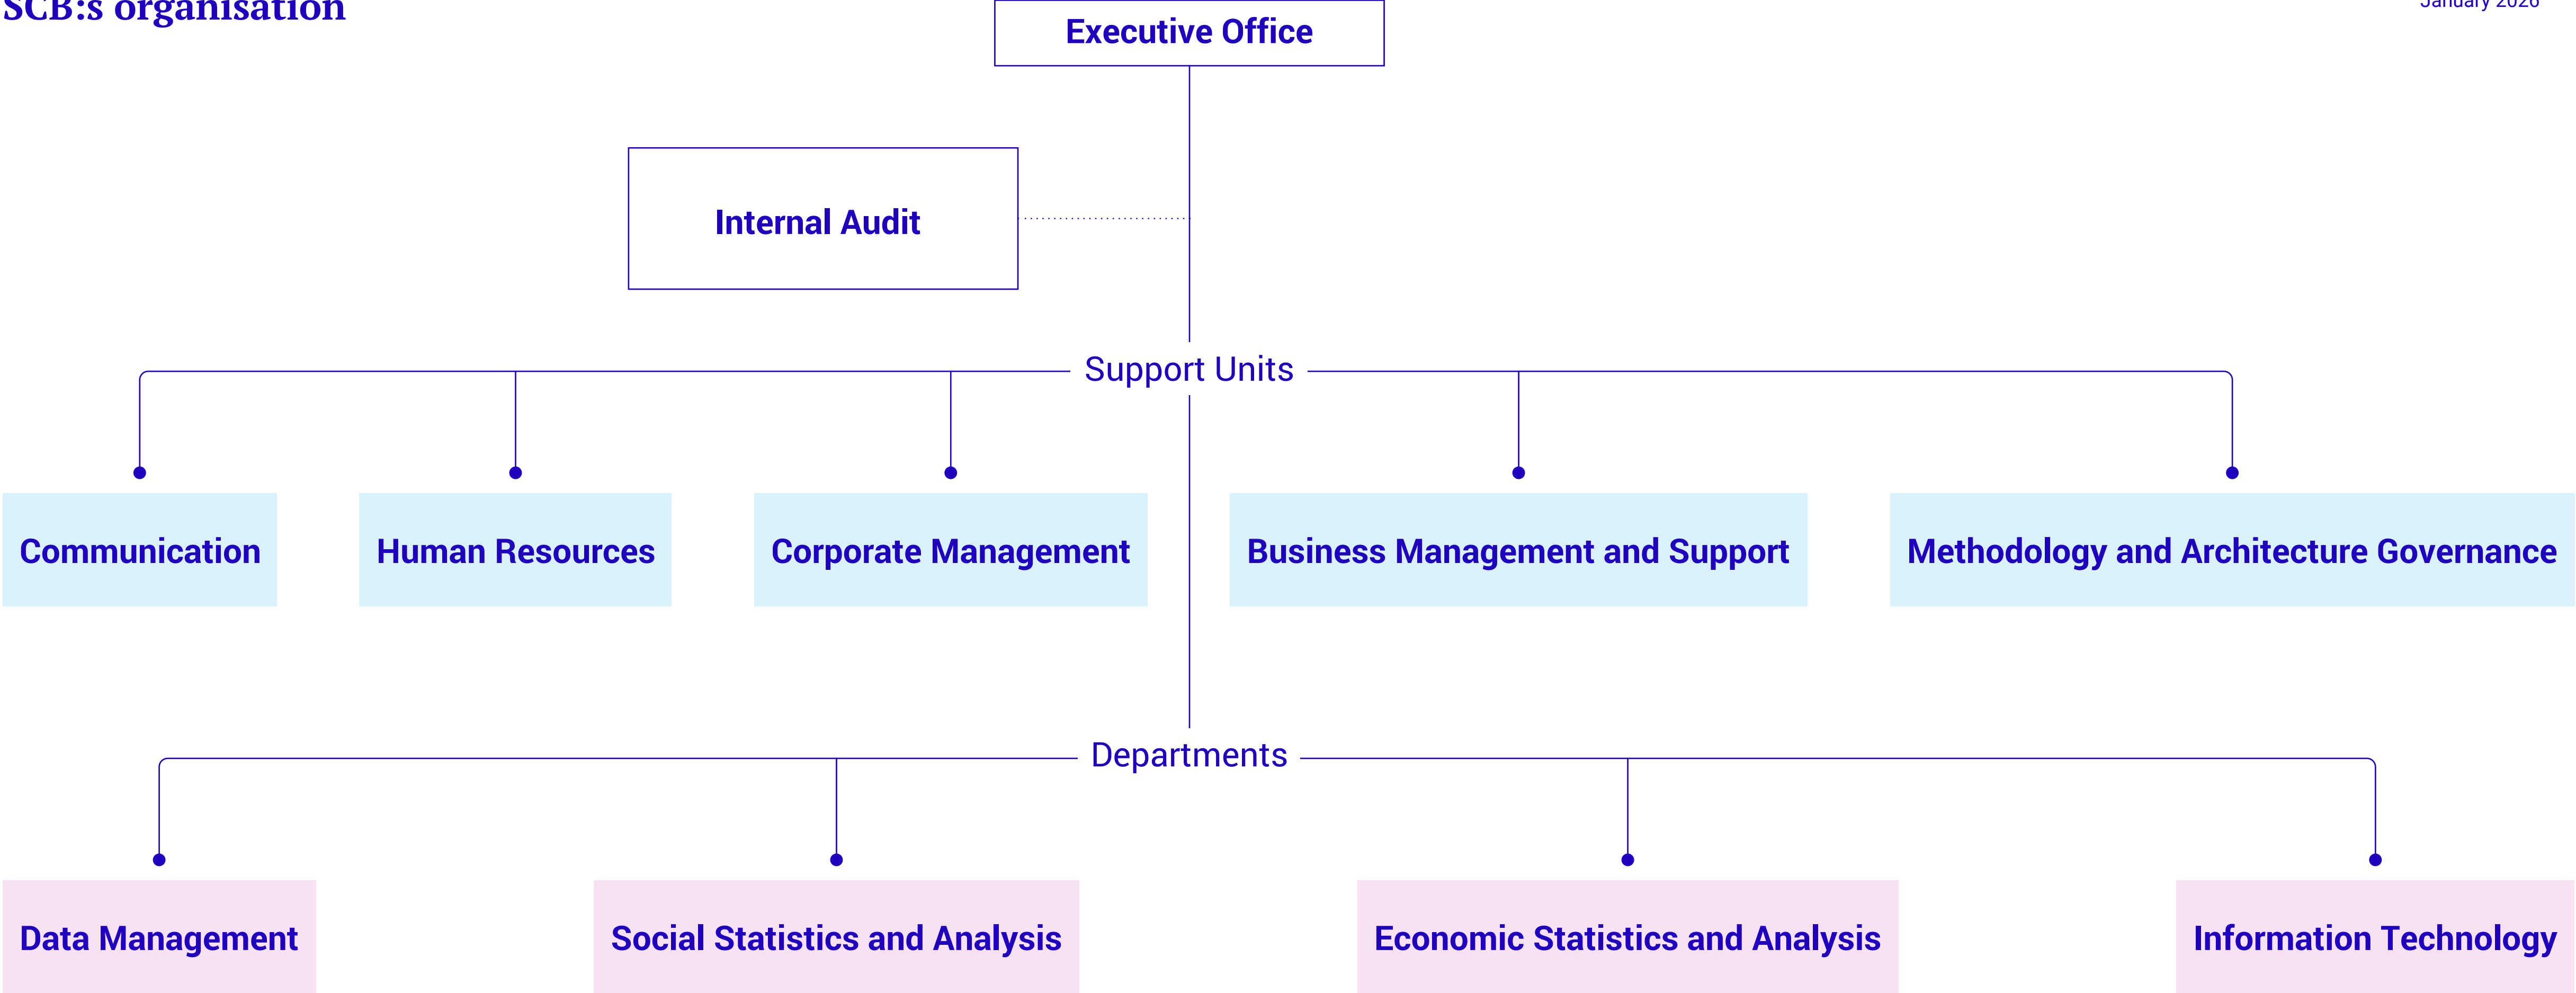 SCB:s organisation
January 2026
Executive Office
Internal Audit
Support Units
Communication
Human Resources
Corporate Management
Business Management and Support
Methodology and Architecture Governance
Departments
Data Management
Social Statistics and Analysis
Economic Statistics and Analysis
Information Technology